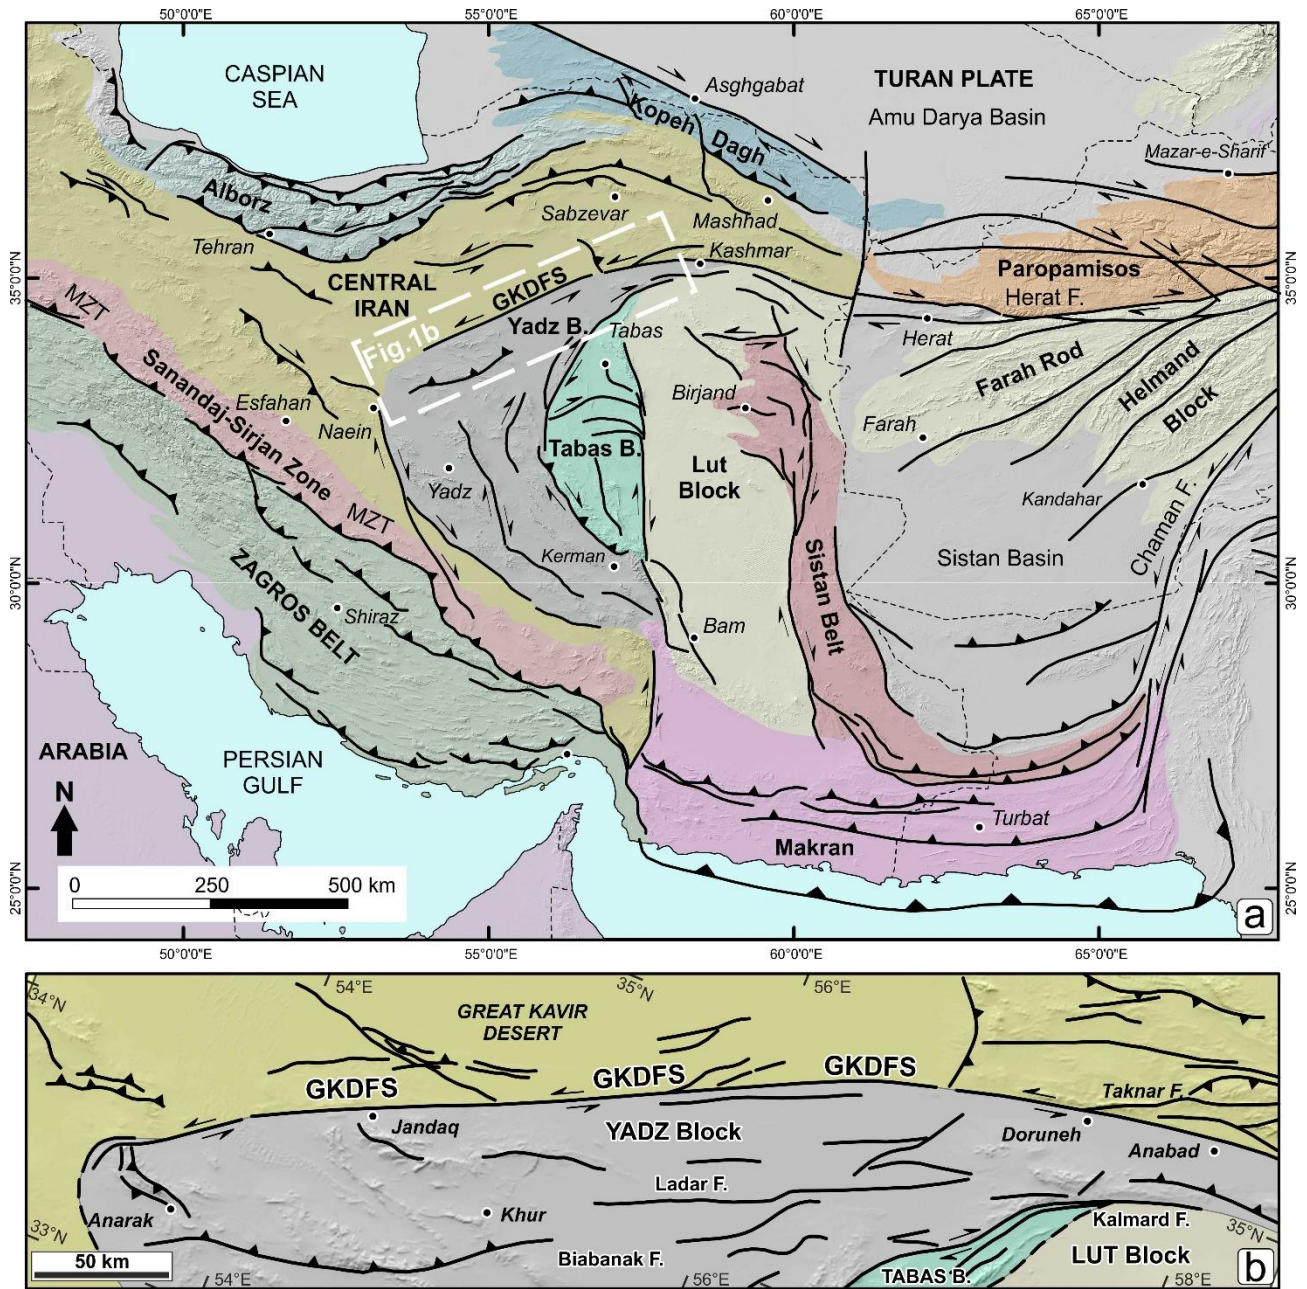 50°0'0"E
55°0'0"E
60°0'0"E
65°0'0"E
CASPIAN
SEA
Asghgabat
TURAN PLATE
Amu Darya Basin
Kopeh Dagh
Mazar-e-Sharif
Alborz
Sabzevar
Mashhad
Tehran
Kashmar
35°0'0"N
CENTRAL
IRAN
GKDFS
Paropamisos
Herat F.
35°0'0"N
MZT
Yadz B.
Tabas
Herat
Fig.1b
Sanandaj-Sirjan Zone
Esfahan
Naein
Birjand
Farah Rod
Helmand
Block
Farah
Tabas B.
Lut
Block
Yadz
Kandahar
MZT
Chaman F.
Kerman
Sistan Belt
Sistan Basin
30°0'0"N
30°0'0"N
ZAGROS BELT
Shiraz
Bam
ARABIA
PERSIAN
GULF
N
Turbat
Makran
0 250 500 km
25°0'0"N
25°0'0"N
a
50°0'0"E
55°0'0"E
60°0'0"E
65°0'0"E
34°N
54°E
35°N
56°E
GREAT KAVIR
DESERT
GKDFS
GKDFS
GKDFS
Taknar F.
Jandaq
YADZ Block
Doruneh
Anabad
Ladar F.
Anarak
Khur
Kalmard F.
33°N
35°N
Biabanak F.
LUT Block
50 km
54°E
56°E
TABAS B.
58°E
b